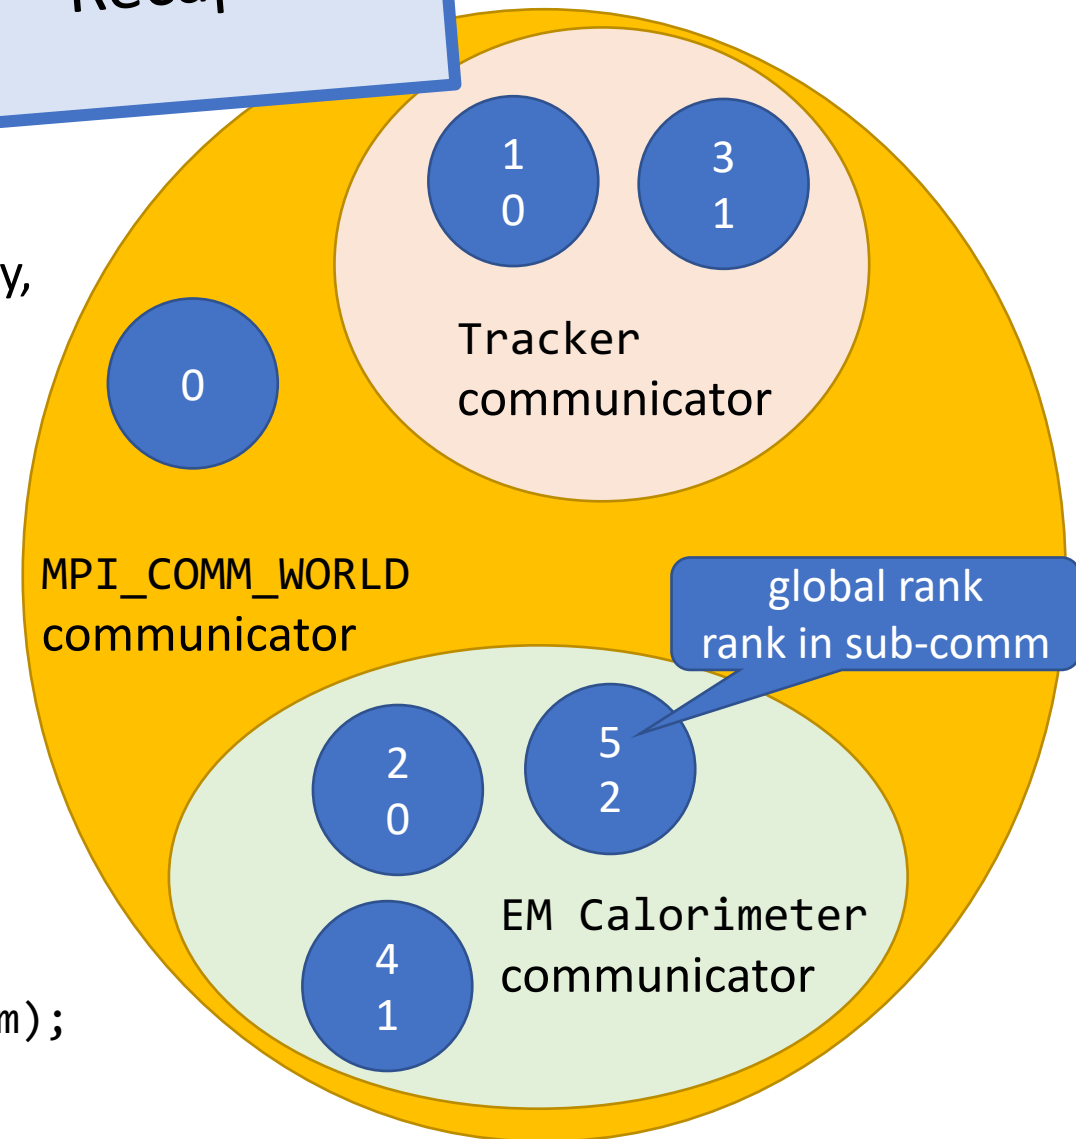 Recap
1
0
3
1
y,
Tracker
communicator
0
MPI_COMM_WORLD
communicator
global rank
rank in sub-comm
5
2
2
0
EM Calorimeter
communicator
4
1
m);